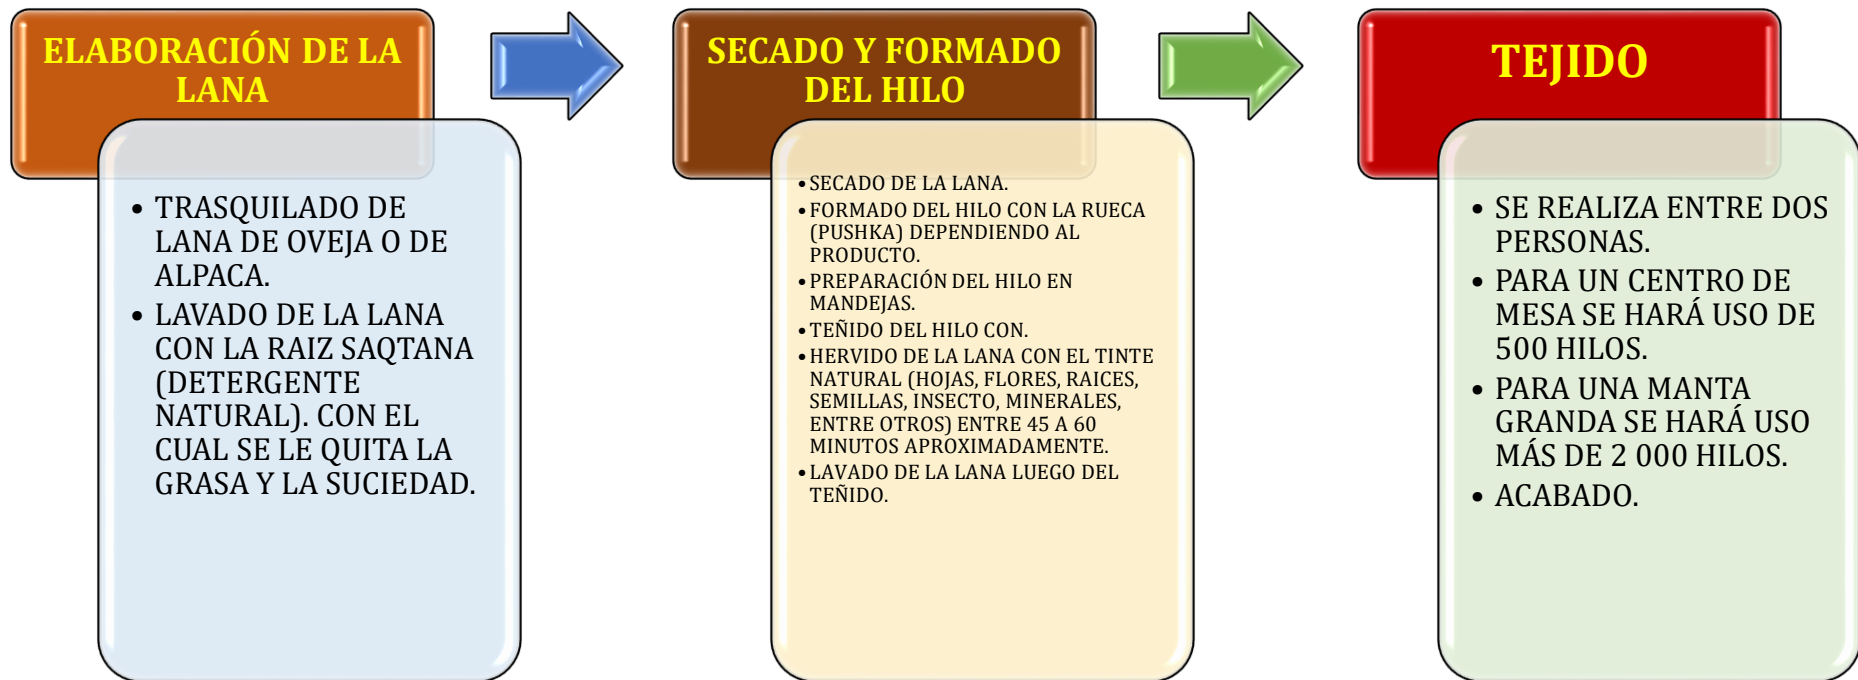 ELABORACIÓN DE LA
LANA
• TRASQUILADO DE
LANA DE OVEJA O DE
ALPACA.
• LAVADO DE LA LANA
CON LA RAIZ SAQTANA
(DETERGENTE
NATURAL). CON EL
CUAL SE LE QUITA LA
GRASA Y LA SUCIEDAD.
SECADO Y FORMADO
DEL HILO
• SECADO DE LA LANA.
• FORMADO DEL HILO CON LA RUECA
(PUSHKA) DEPENDIENDO AL
PRODUCTO.
• PREPARACIÓN DEL HILO EN
MANDEJAS.
• TEÑIDO DEL HILO CON.
• HERVIDO DE LA LANA CON EL TINTE
NATURAL (HOJAS, FLORES, RAICES,
SEMILLAS, INSECTO, MINERALES,
ENTRE OTROS) ENTRE 45 A 60
MINUTOS APROXIMADAMENTE.
• LAVADO DE LA LANA LUEGO DEL
TEÑIDO.
TEJIDO
• SE REALIZA ENTRE DOS
PERSONAS.
• PARA UN CENTRO DE
MESA SE HARÁ USO DE
500 HILOS.
• PARA UNA MANTA
GRANDA SE HARÁ USO
MÁS DE 2 000 HILOS.
• ACABADO.